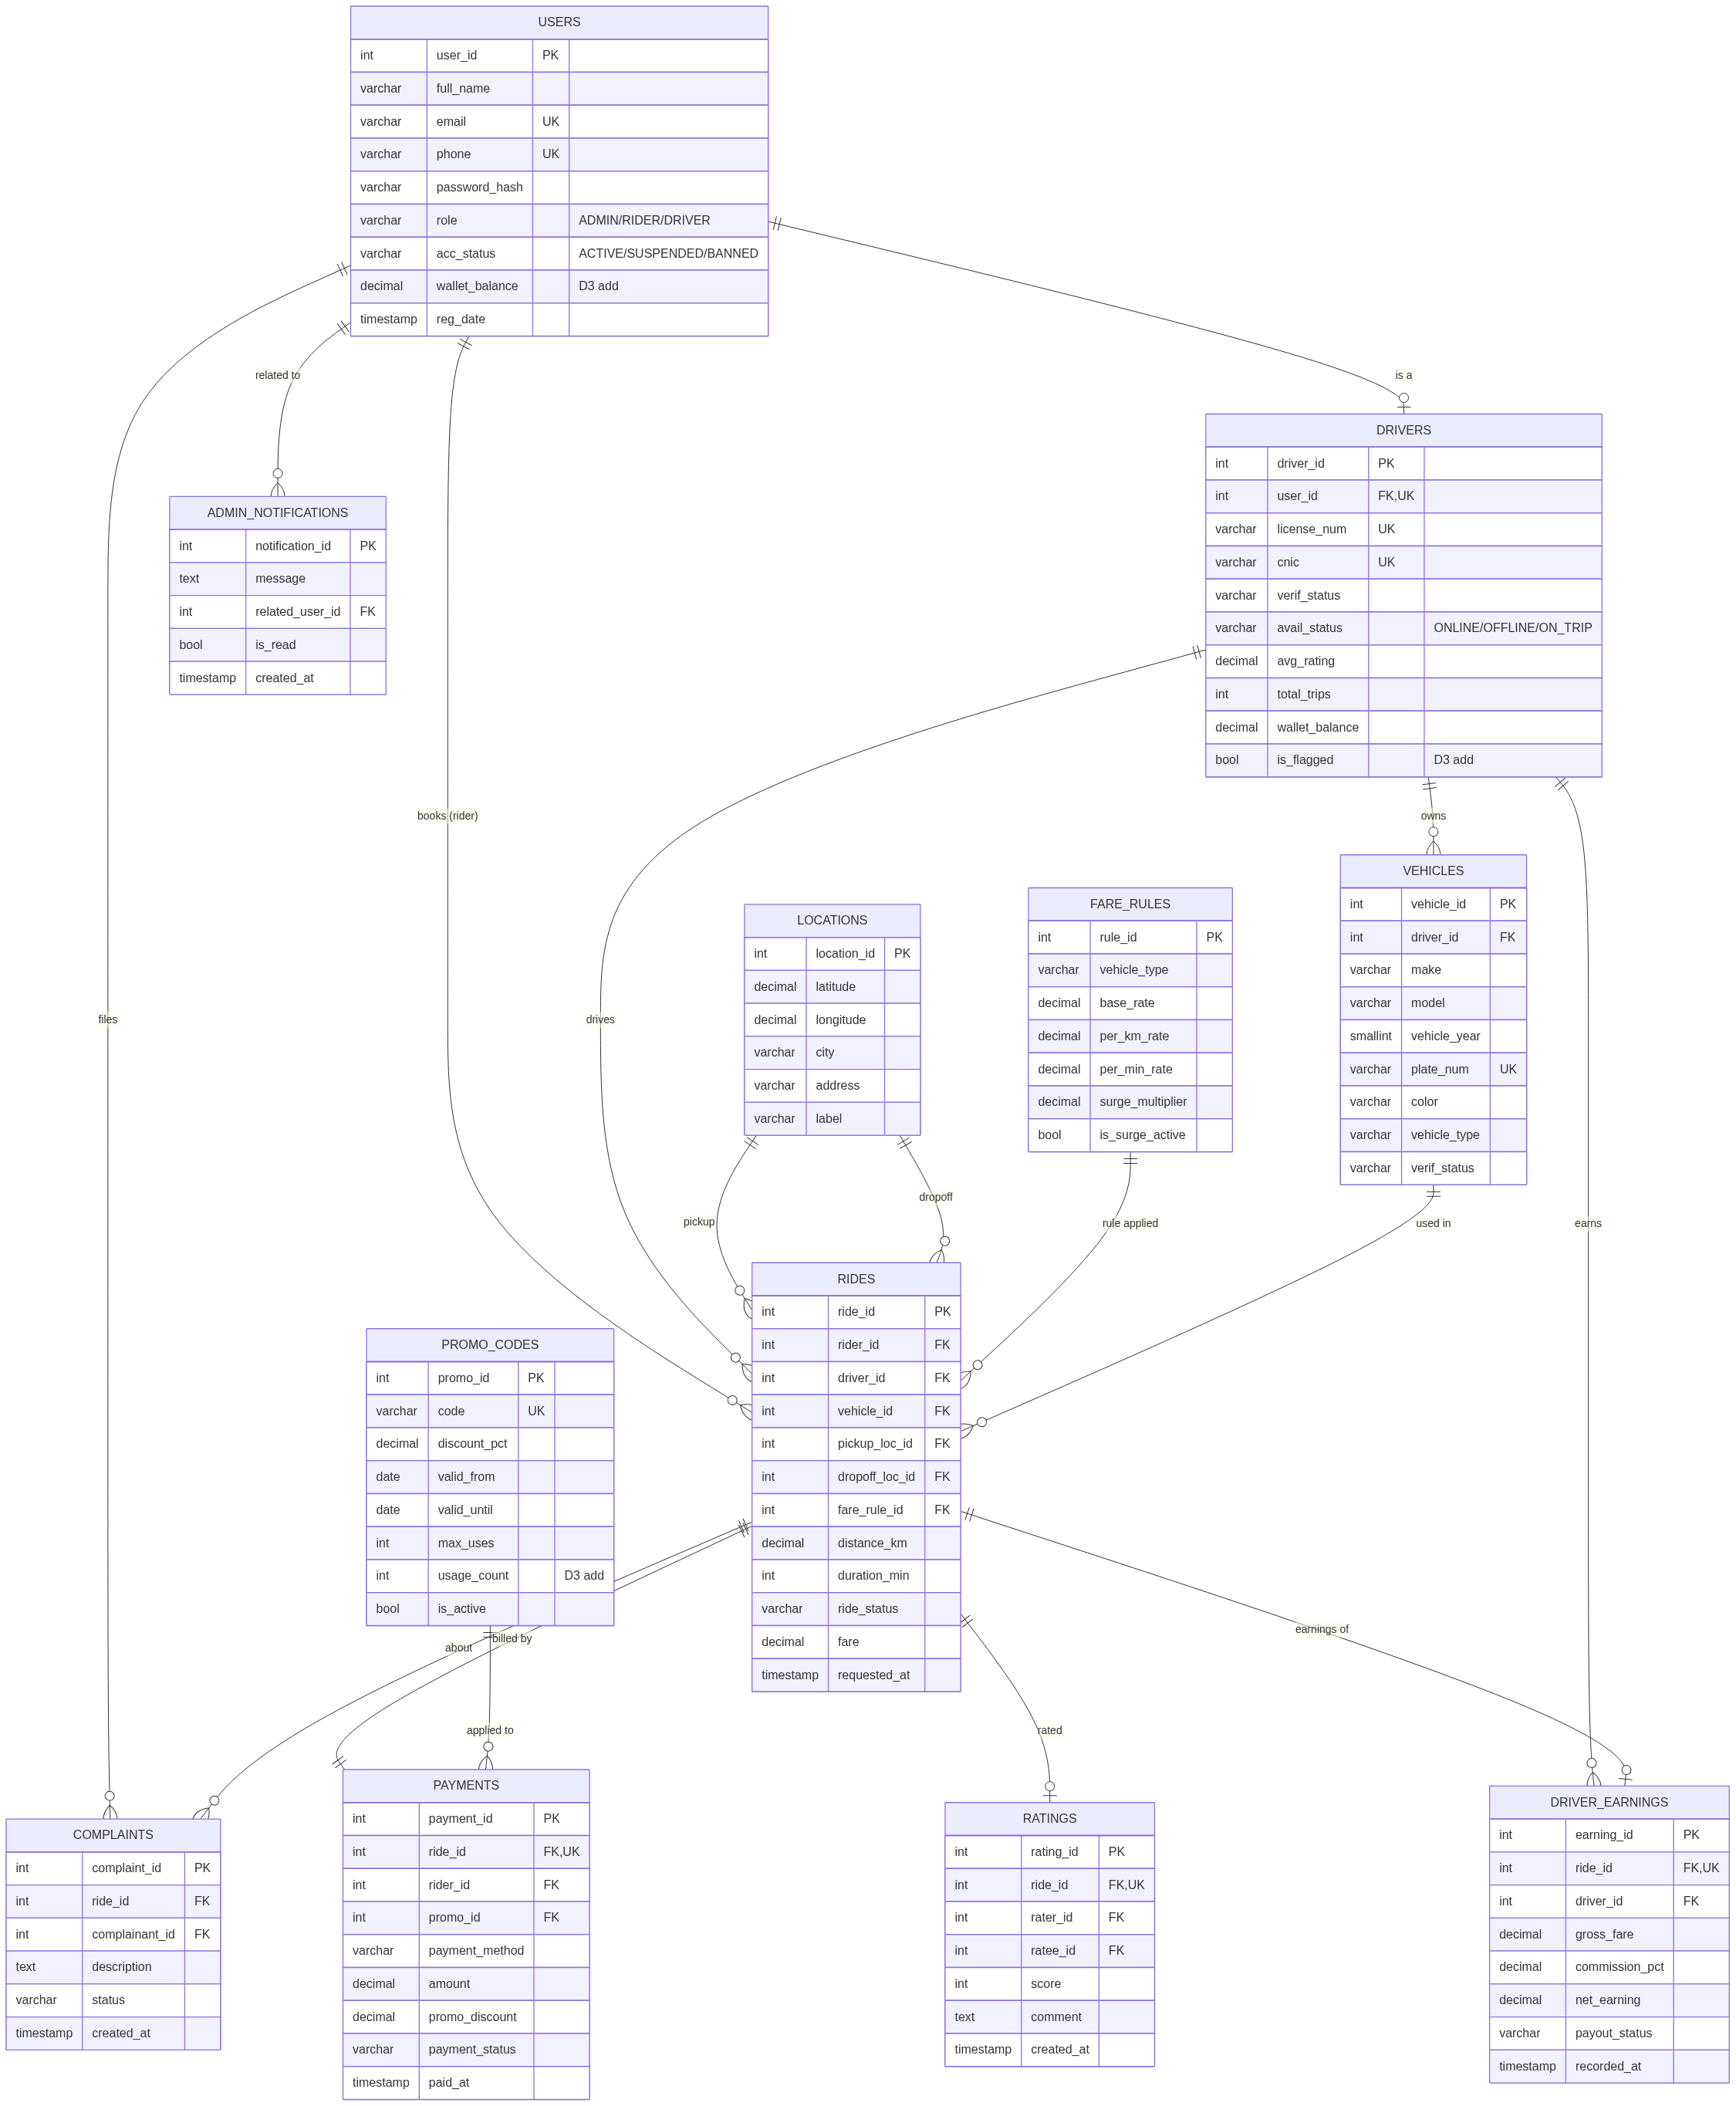 USERS
int user_id PK
varchar full_name
varchar email UK
varchar phone UK
varchar password_hash
varchar role ADMIN/RIDER/DRIVER
varchar acc_status ACTIVE/SUSPENDED/BANNED
decimal wallet_balance D3 add
timestamp reg_date
related to
is a
DRIVERS
int driver_id PK
int user_id FK,UK
varchar license_num UK
varchar cnic UK
varchar verif_status
varchar avail_status ONLINE/OFFLINE/ON_TRIP
decimal avg_rating
int total_trips
decimal wallet_balance
bool is_flagged D3 add
ADMIN_NOTIFICATIONS
int notification_id PK
text message
int related_user_id FK
bool is_read
timestamp created_at
books (rider)
owns
files
drives
LOCATIONS
int location_id PK
decimal latitude
decimal longitude
varchar city
varchar address
varchar label
FARE_RULES
int rule_id PK
varchar vehicle_type
decimal base_rate
decimal per_km_rate
decimal per_min_rate
decimal surge_multiplier
bool is_surge_active
VEHICLES
int vehicle_id PK
int driver_id FK
varchar make
varchar model
smallint vehicle_year
varchar plate_num UK
varchar color
varchar vehicle_type
varchar verif_status
pickup
dropoff
rule applied
used in
earns
RIDES
int ride_id PK
int rider_id FK
int driver_id FK
int vehicle_id FK
int pickup_loc_id FK
int dropoff_loc_id FK
int fare_rule_id FK
decimal distance_km
int duration_min
varchar ride_status
decimal fare
timestamp requested_at
PROMO_CODES
int promo_id PK
varchar code UK
decimal discount_pct
date valid_from
date valid_until
int max_uses
int usage_count D3 add
bool is_active
about
billed by
earnings of
applied to
rated
COMPLAINTS
int complaint_id PK
int ride_id FK
int complainant_id FK
text description
varchar status
timestamp created_at
PAYMENTS
int payment_id PK
int ride_id FK,UK
int rider_id FK
int promo_id FK
varchar payment_method
decimal amount
decimal promo_discount
varchar payment_status
timestamp paid_at
RATINGS
int rating_id PK
int ride_id FK,UK
int rater_id FK
int ratee_id FK
int score
text comment
timestamp created_at
DRIVER_EARNINGS
int earning_id PK
int ride_id FK,UK
int driver_id FK
decimal gross_fare
decimal commission_pct
decimal net_earning
varchar payout_status
timestamp recorded_at